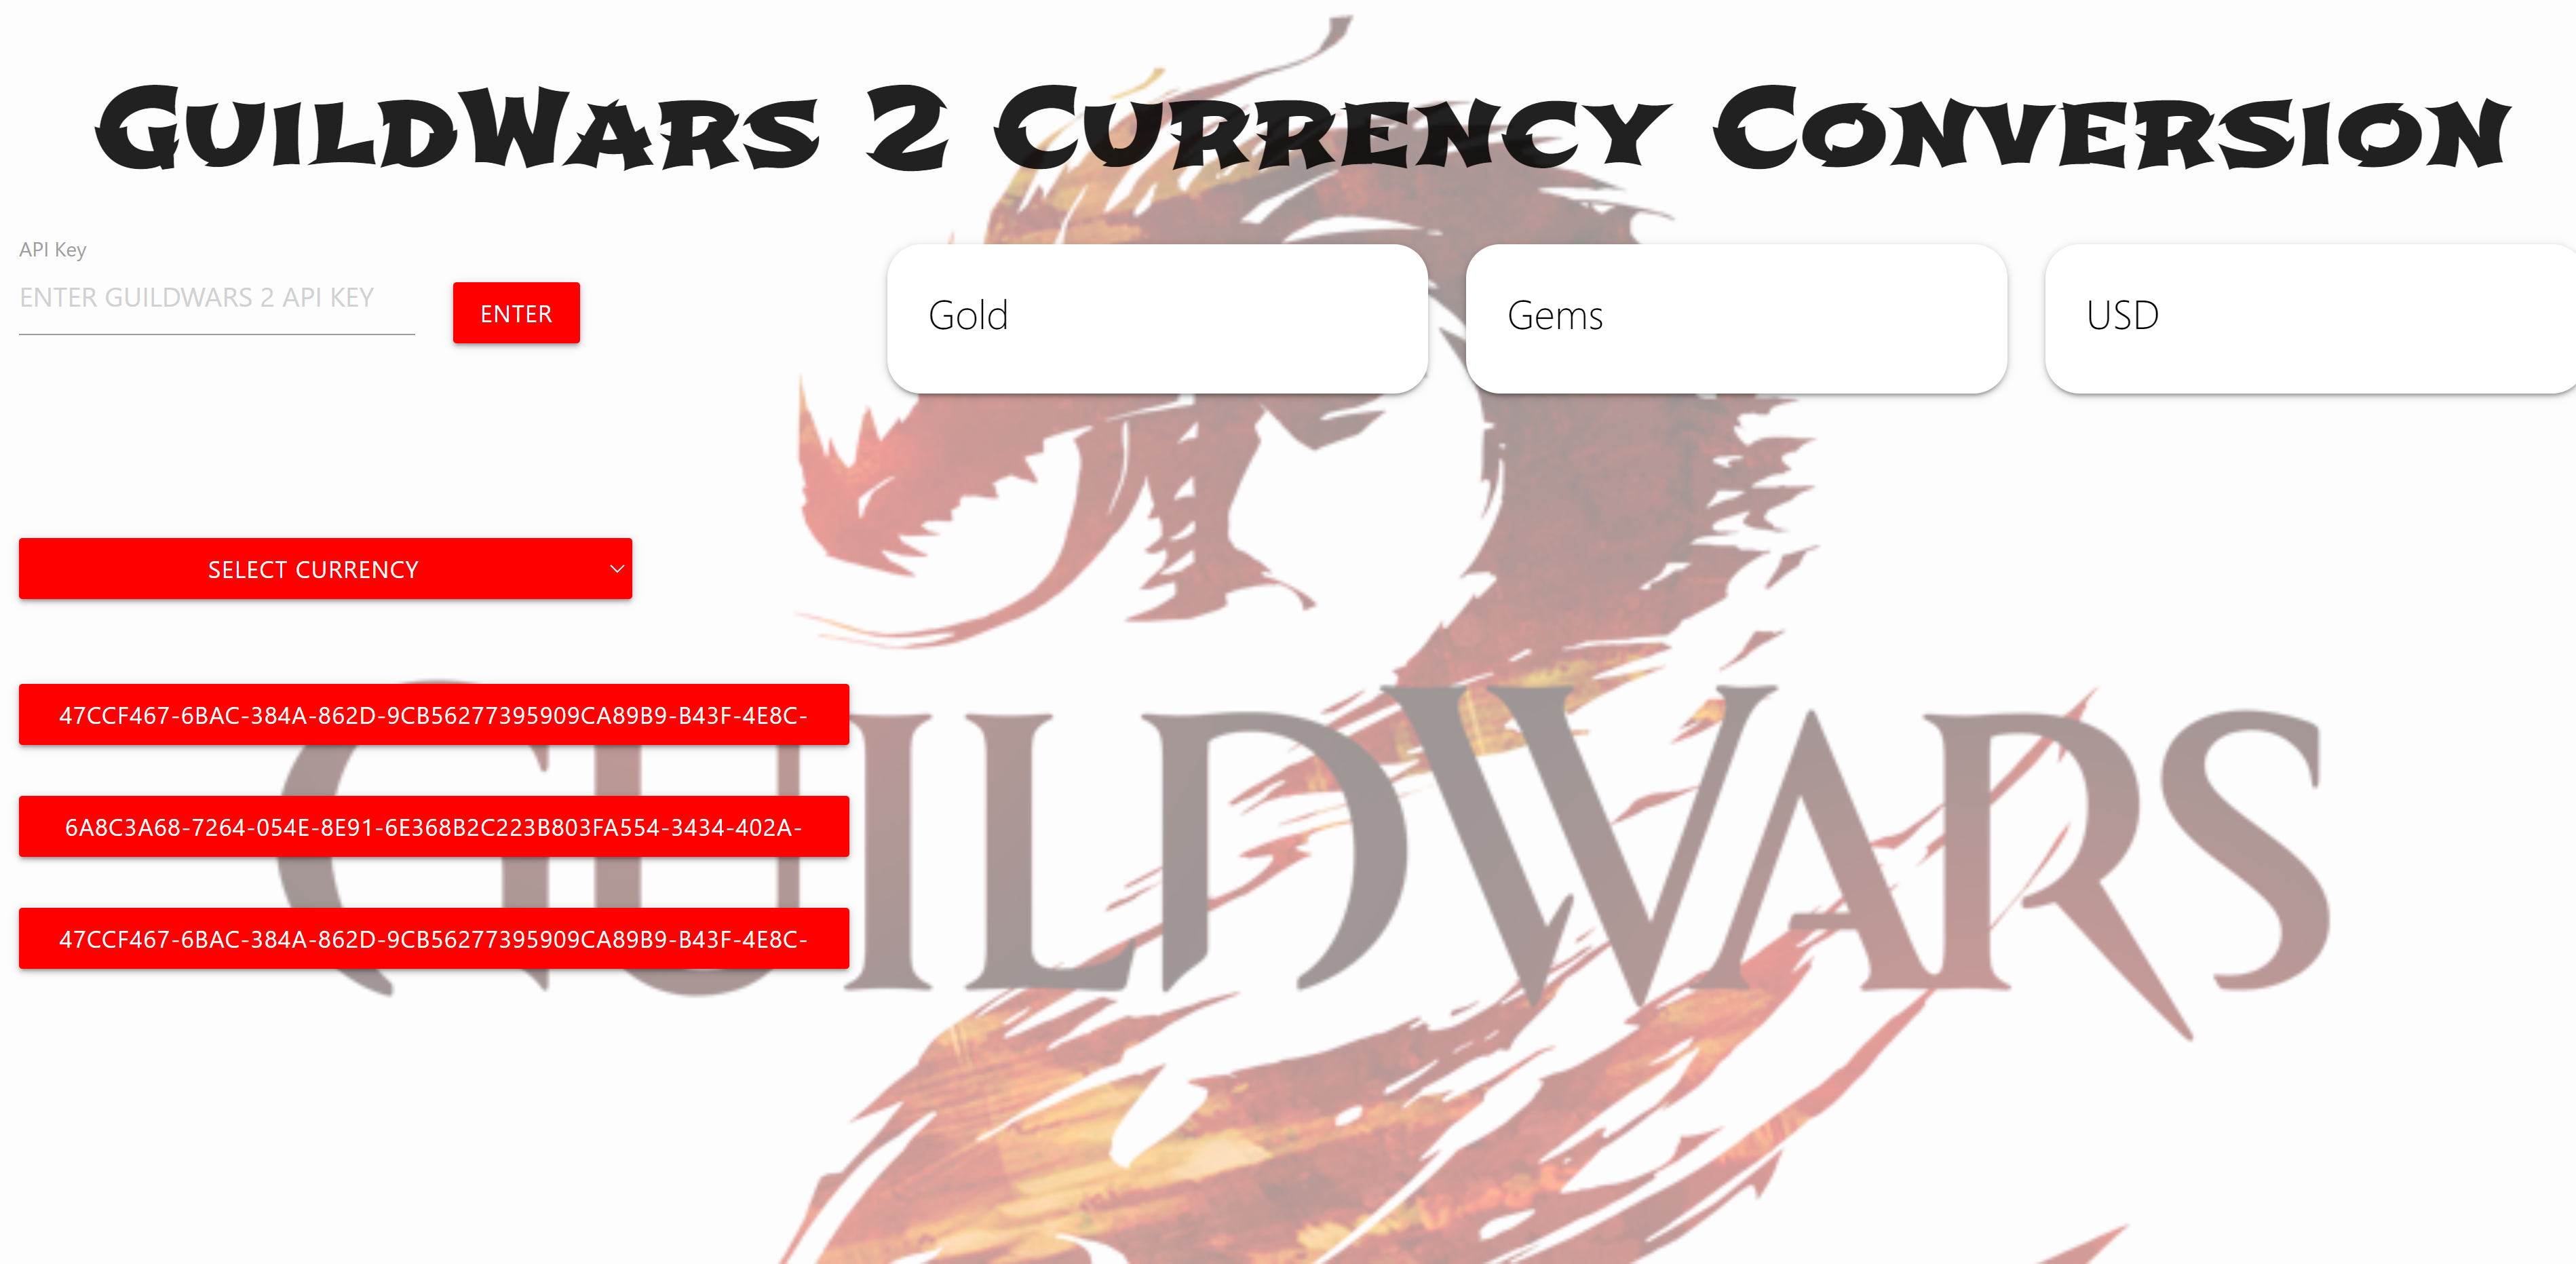 GuildWars 2 Currency Conversion
API Key
ENTER GUILDWARS 2 API KEY
ENTER
Gold
Gems
USD
SELECT CURRENCY
47CCF467-6BAC-384A-862D-9CB56277395909CA89B9-B43F-4E8C-
6A8C3A68-7264-054E-8E91-6E368B2C223B803FA554-3434-402A-
47CCF467-6BAC-384A-862D-9CB56277395909CA89B9-B43F-4E8C-
GUILDWARS